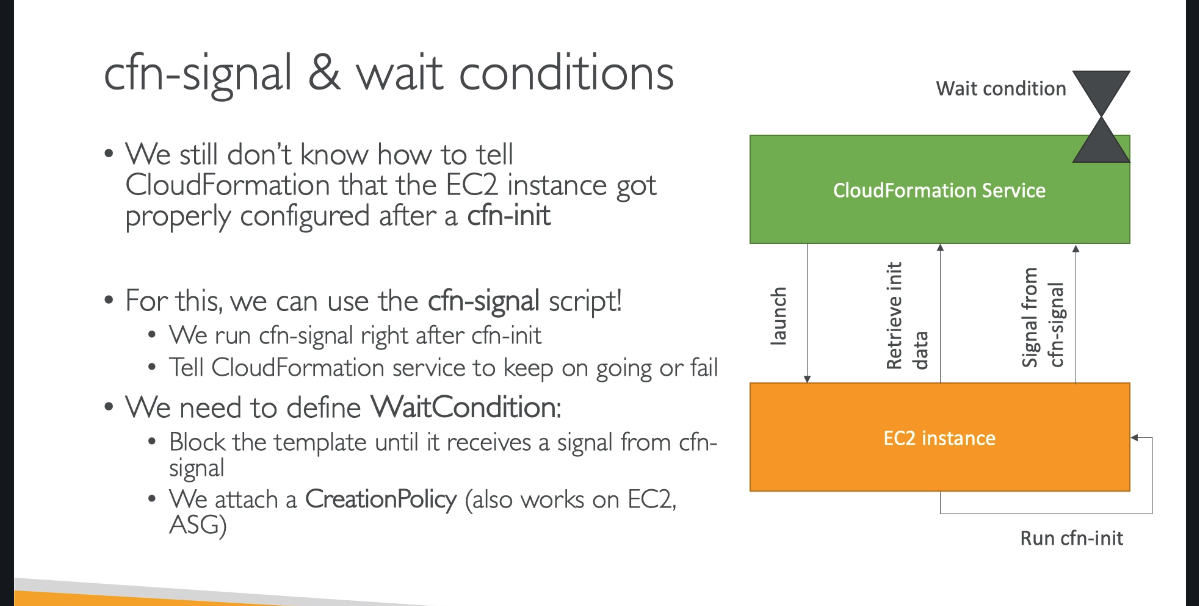 cfn-signal & wait conditions
• We still don’t know how to tell
CloudFormation that the EC2 instance got
properly configured after a cfn-init
• For this, we can use the cfn-signal script!
• We run cfn-signal right after cfn-init
• Tell CloudFormation service to keep on going or fail
• We need to define WaitCondition:
• Block the template until it receives a signal from cfn-
signal
• We attach a CreationPolicy (also works on EC2,
ASG)
Wait condition
CloudFormation Service
launch
Retrieve init
data
Signal from
cfn-signal
EC2 instance
Run cfn-init